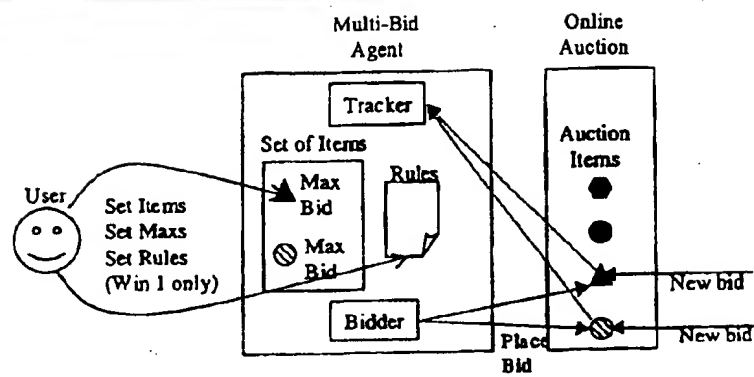 Multi-Bid
Agent
Online
Auction
Tracker
Set of Items
Auction
Items
User
Set Items
Set Maxs
Set Rules
(Win 1 only)
Max
Bid
Max
Bid
Rules
Bidder
Place
Bid
New bid
New bid